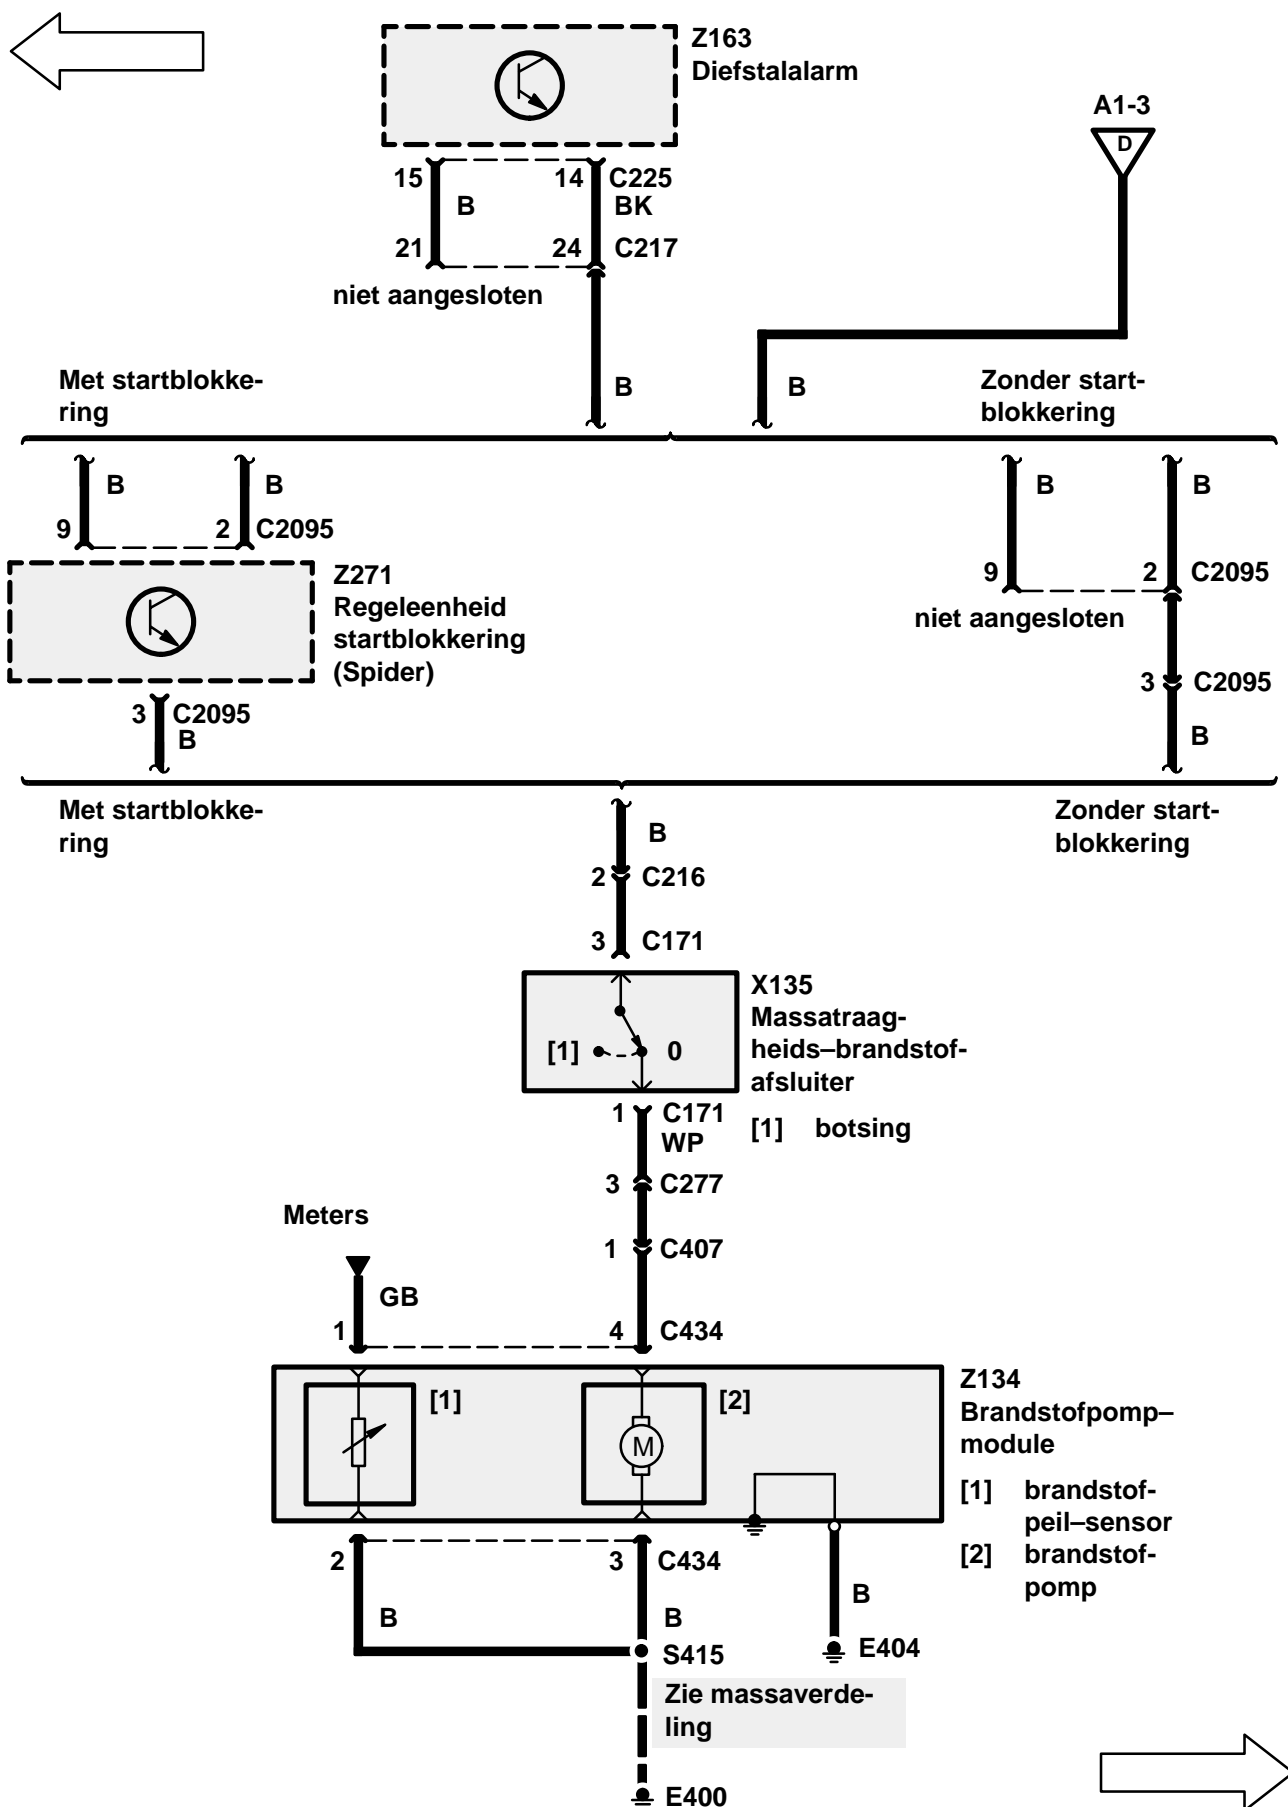 Z163
Diefstalalarm
A1-3
D
15
14
C225
B
BK
21
24
C217
niet aangesloten
Met startblokke-
ring
B
B
Zonder start-
blokkering
B
B
B
B
9
2
C2095
9
2
C2095
niet aangesloten
Z271
Regeleenheid
startblokkering
(Spider)
3
C2095
3
C2095
B
B
Met startblokke-
ring
Zonder start-
blokkering
B
2
C216
3
C171
X135
Massatraag-
heids–brandstof-
afsluiter
[1]
0
[1] botsing
1
C171
WP
3
C277
Meters
1
C407
GB
1
4
C434
Z134
Brandstofpomp–
module
[1] brandstof-
peil–sensor
[2] brandstof-
pomp
[1]
[2]
M
2
3
C434
B
B
B
S415
E404
Zie massaverde-
ling
E400